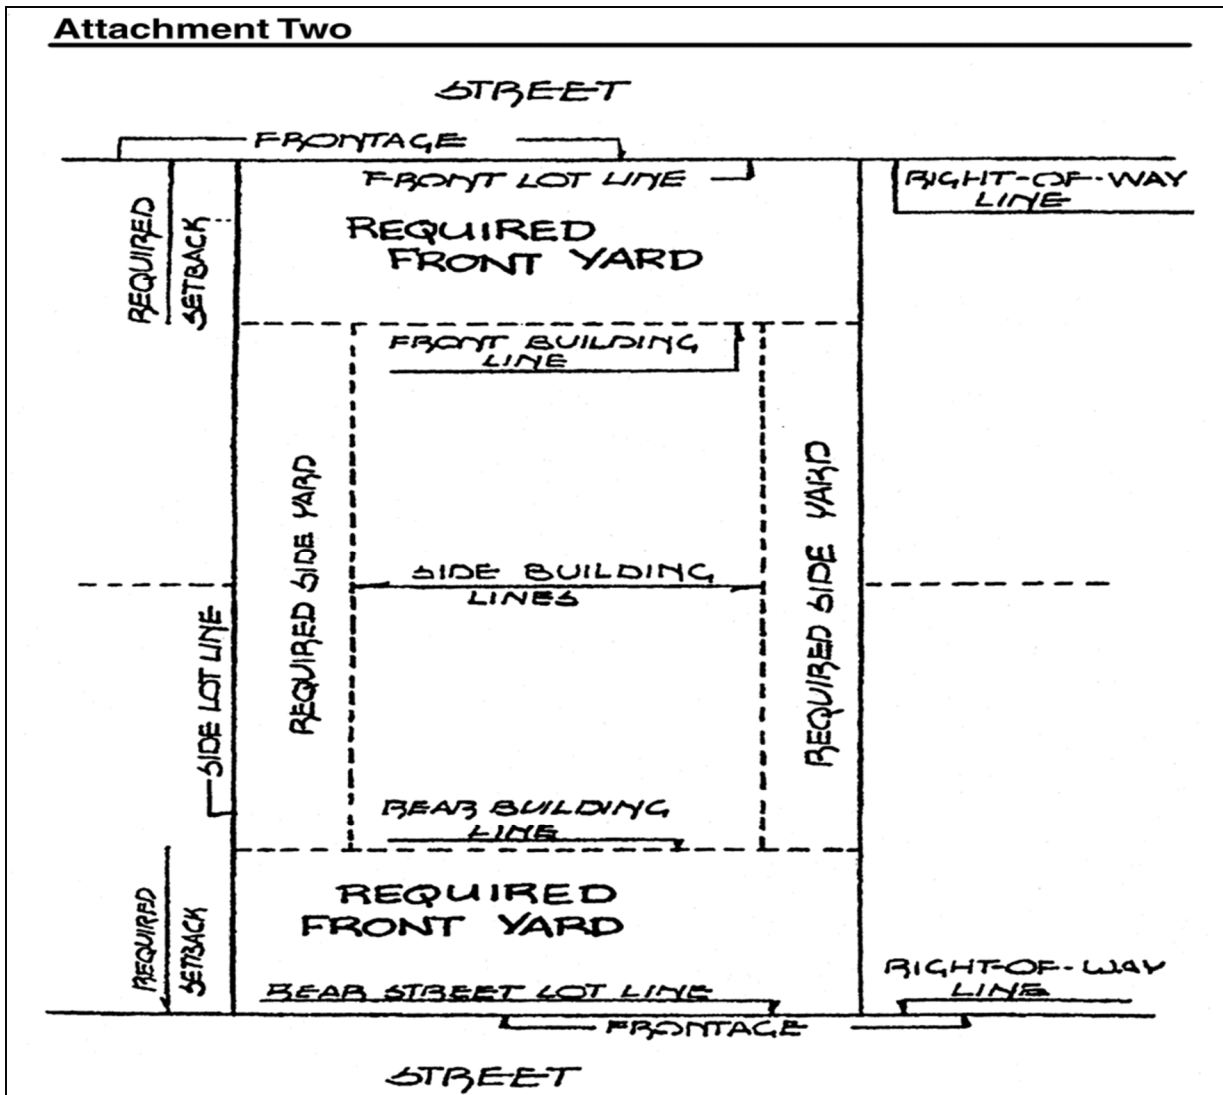 Attachment Two
STREET
FRONTAGE
FRONT LOT LINE
RIGHT-OF-WAY
LINE
REQUIRED
SETBACK
REQUIRED
FRONT YARD
FRONT BUILDING
LINE
REQUIRED SIDE YARD
REQUIRED SIDE YARD
SIDE BUILDING
LINES
SIDE LOT LINE
REAR BUILDING
LINE
REQUIRED
SETBACK
REQUIRED
FRONT YARD
RIGHT-OF-WAY
LINE
REAR STREET LOT LINE
FRONTAGE
STREET